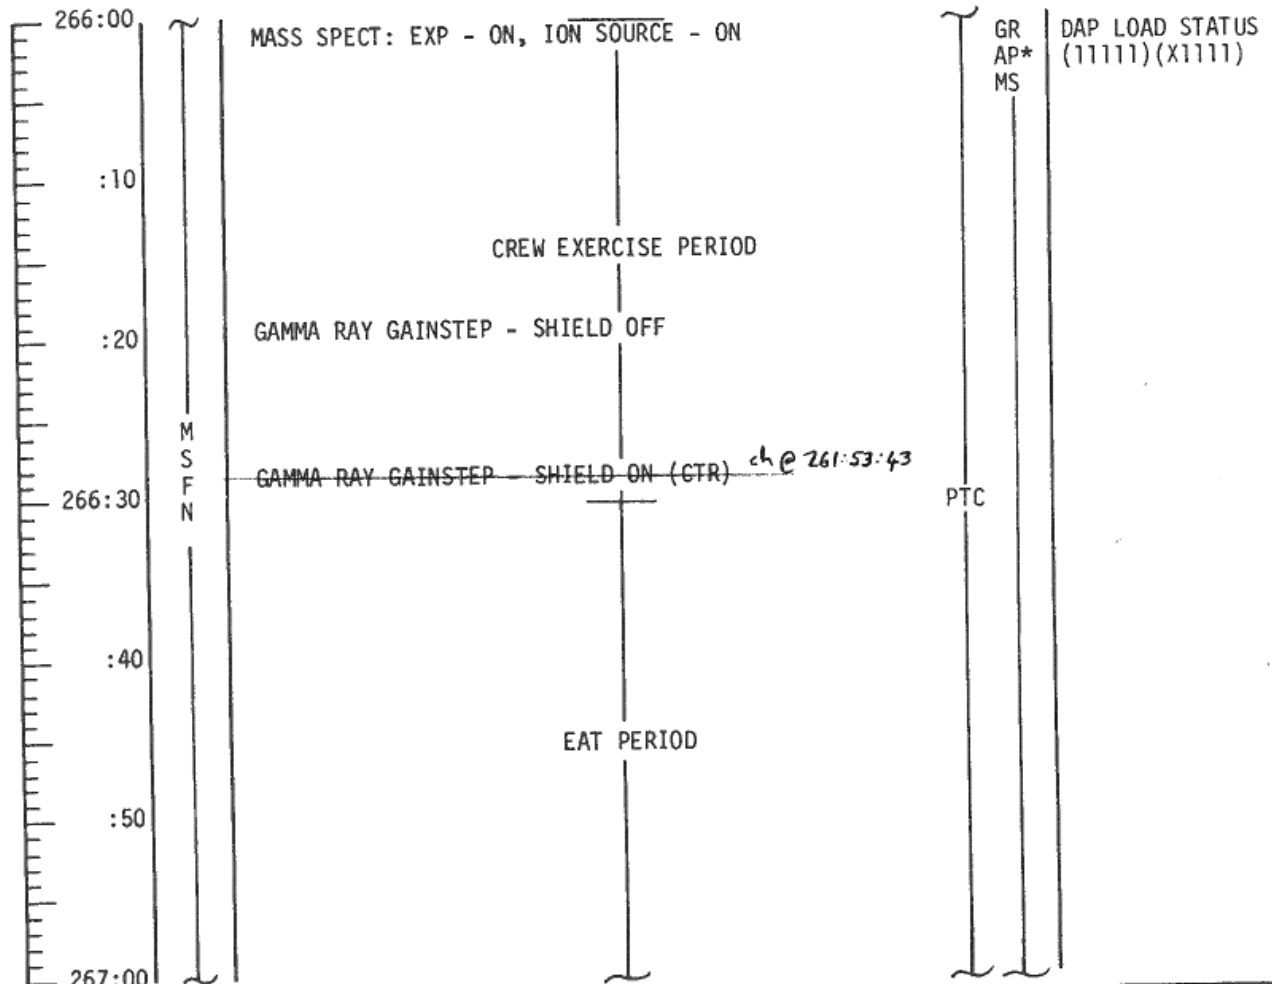 266:00
MASS SPECT: EXP - ON, ION SOURCE - ON
GR
AP*
MS
DAP LOAD STATUS
(11111)(X1111)
:10
CREW EXERCISE PERIOD
GAMMA RAY GAINSTEP - SHIELD OFF
:20
M
S
F
N
GAMMA RAY GAINSTEP - SHIELD ON (CTR) ch @ 261:53:43
266:30
PTC
:40
EAT PERIOD
:50
267:00